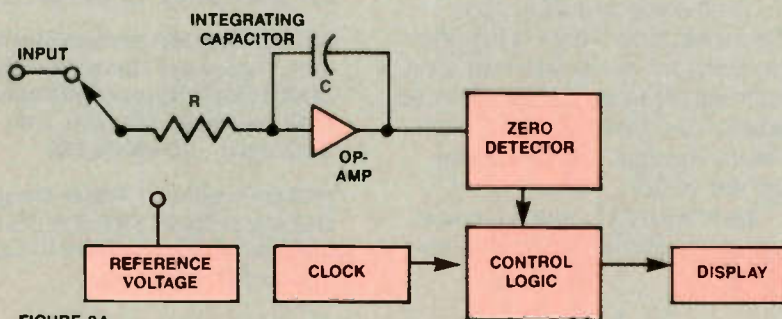 INTEGRATING
CAPACITOR
INPUT
R
C
OP-
AMP
ZERO
DETECTOR
REFERENCE
VOLTAGE
CLOCK
CONTROL
LOGIC
DISPLAY